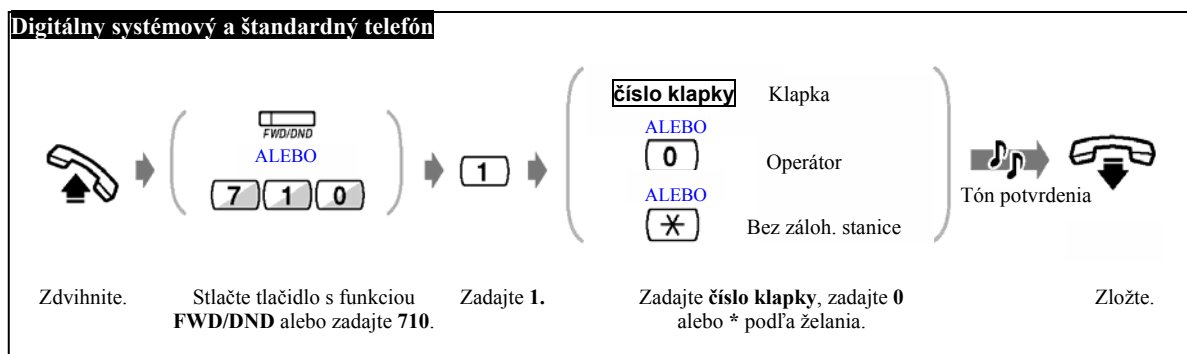 Digitálny systémový a štandardný telefón
FWD/DND
ALEBO
7 1 0
1
číslo klapky Klapka
ALEBO
0 Operátor
ALEBO
* Bez záloh. stanice
Tón potvrdenia
Zdvihnite.
Stlačte tlačidlo s funkciou
FWD/DND alebo zadajte 710.
Zadajte 1.
Zadajte číslo klapky, zadajte 0
alebo * podľa želania.
Zložte.